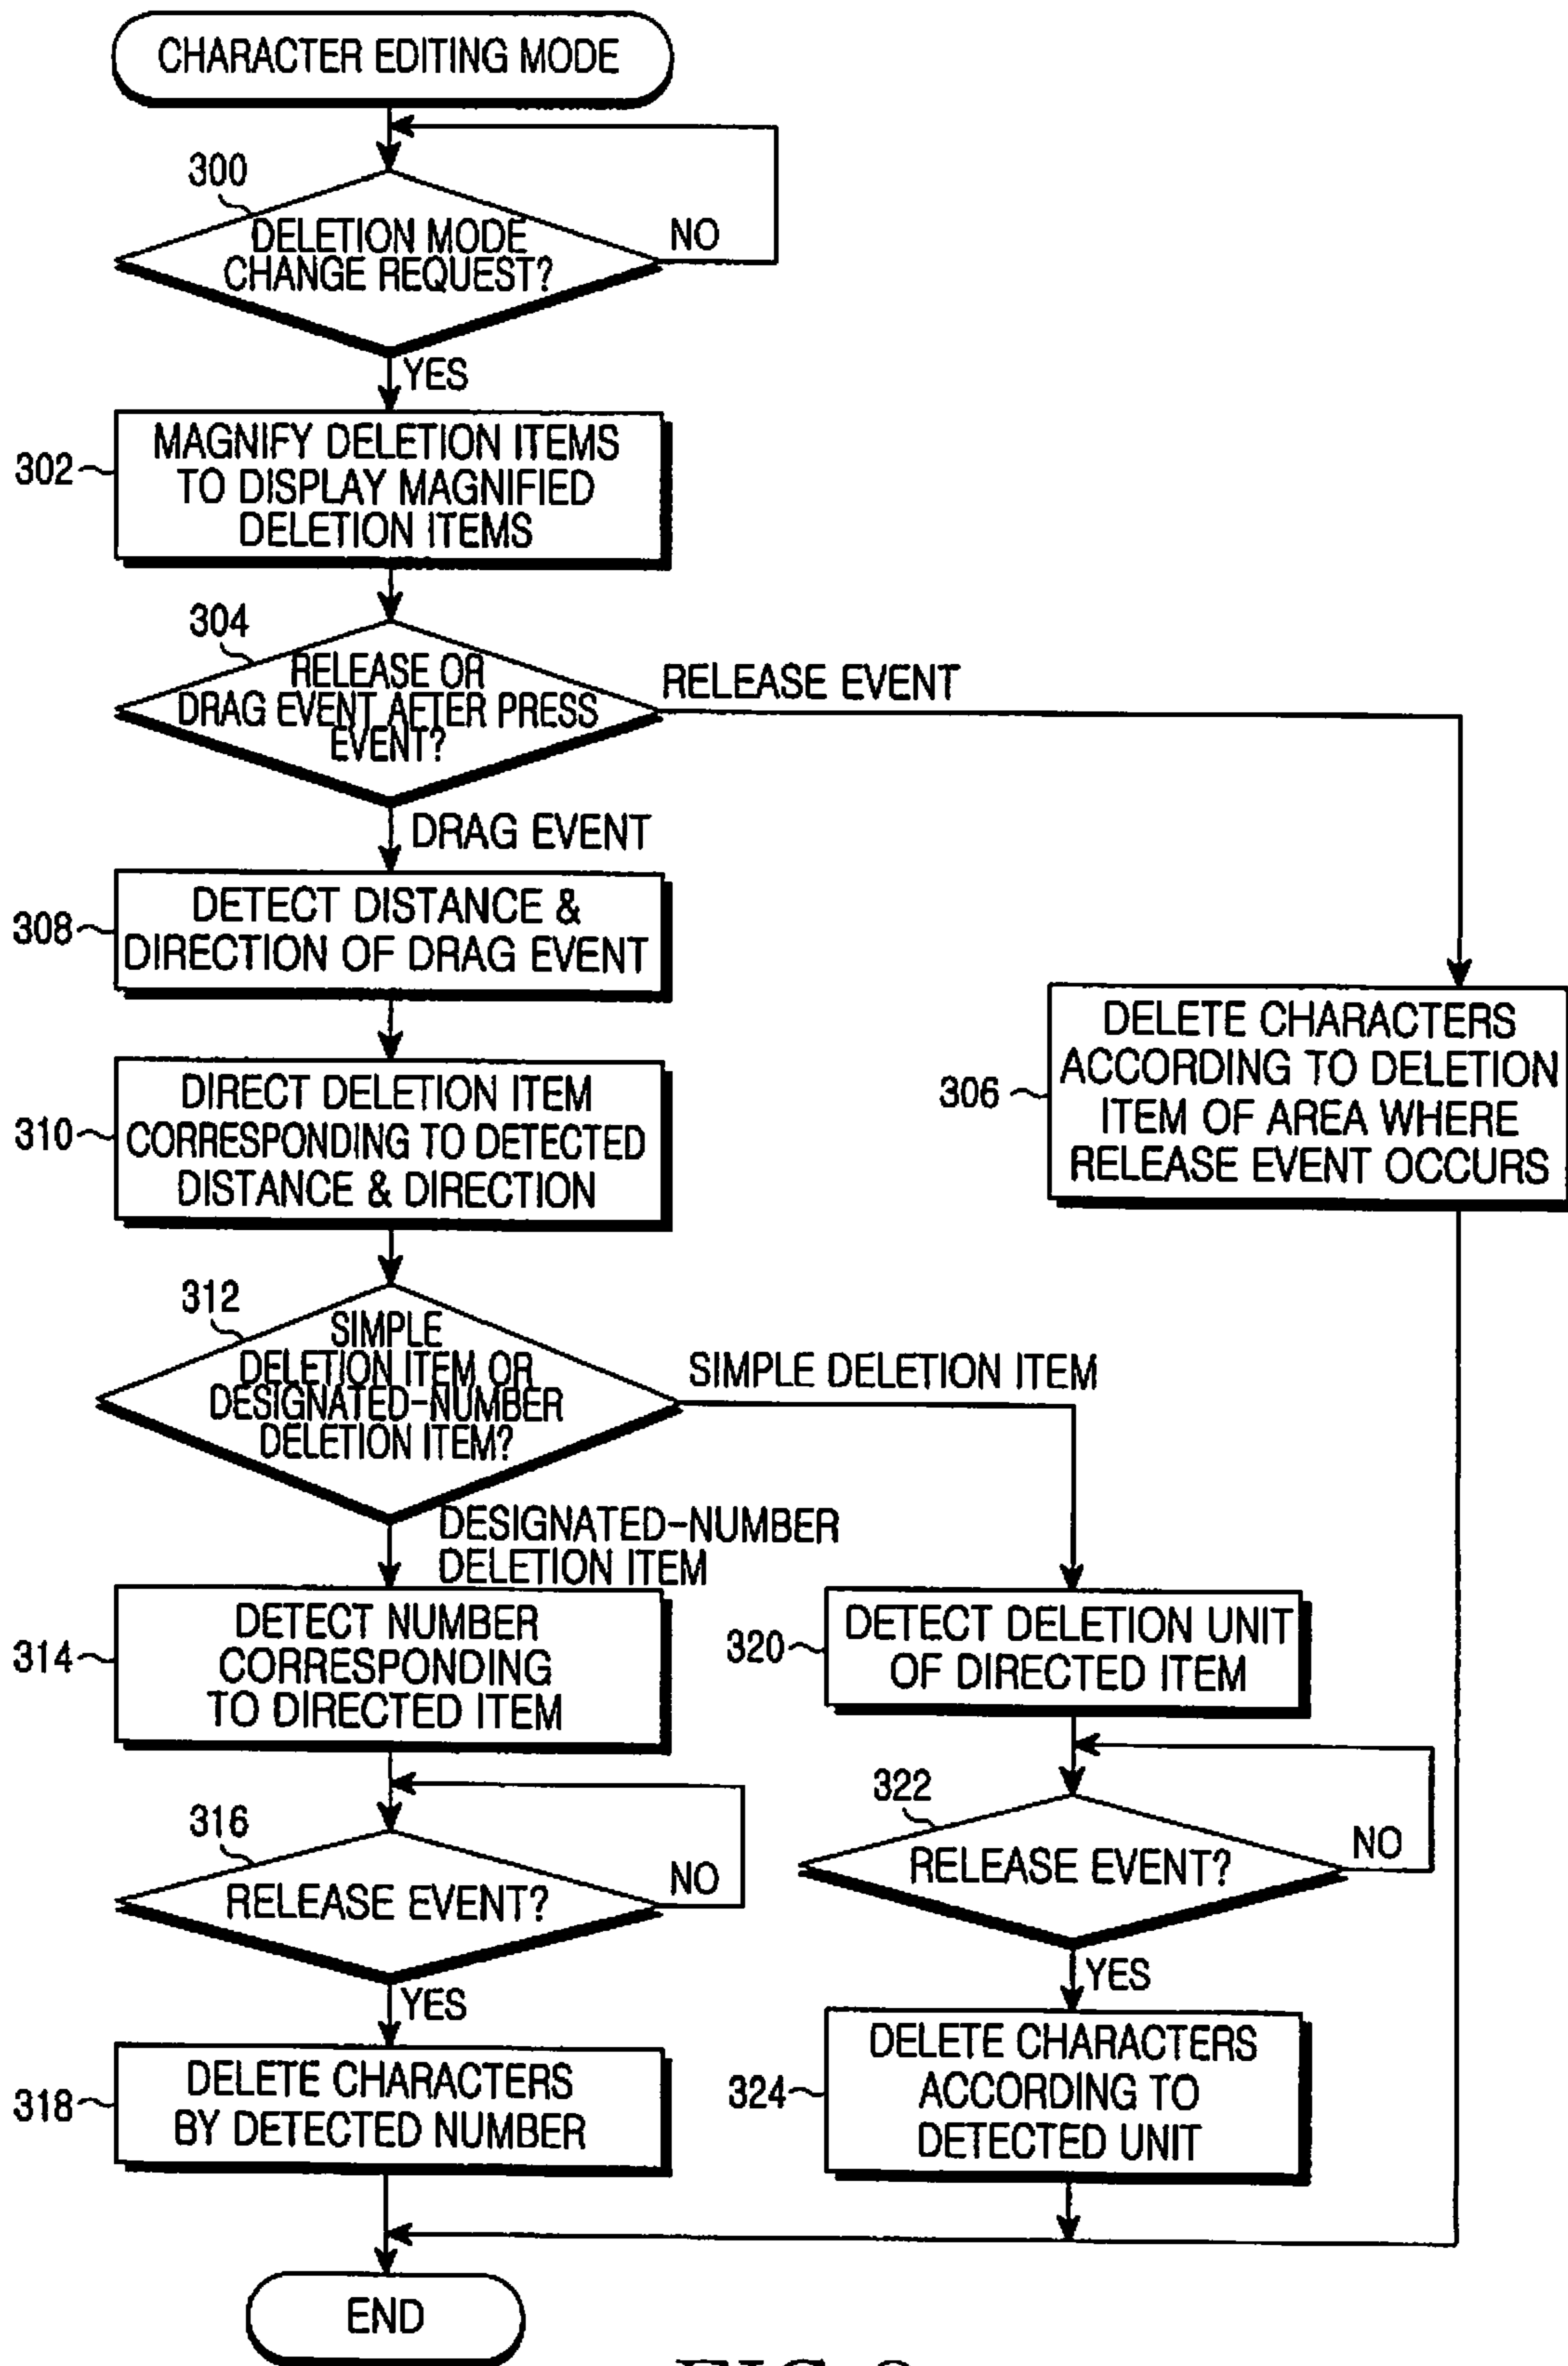 CHARACTER EDITING MODE
300
DELETION MODE
CHANGE REQUEST?
NO
YES
302
MAGNIFY DELETION ITEMS
TO DISPLAY MAGNIFIED
DELETION ITEMS
304
RELEASE OR
DRAG EVENT AFTER PRESS
EVENT?
RELEASE EVENT
DRAG EVENT
308
DETECT DISTANCE &
DIRECTION OF DRAG EVENT
306
DELETE CHARACTERS
ACCORDING TO DELETION
ITEM OF AREA WHERE
RELEASE EVENT OCCURS
310
DIRECT DELETION ITEM
CORRESPONDING TO DETECTED
DISTANCE & DIRECTION
312
SIMPLE
DELETION ITEM OR
DESIGNATED-NUMBER
DELETION ITEM?
SIMPLE DELETION ITEM
DESIGNATED-NUMBER
DELETION ITEM
314
DETECT NUMBER
CORRESPONDING
TO DIRECTED ITEM
320
DETECT DELETION UNIT
OF DIRECTED ITEM
316
RELEASE EVENT?
NO
YES
322
RELEASE EVENT?
NO
YES
318
DELETE CHARACTERS
BY DETECTED NUMBER
324
DELETE CHARACTERS
ACCORDING TO
DETECTED UNIT
END